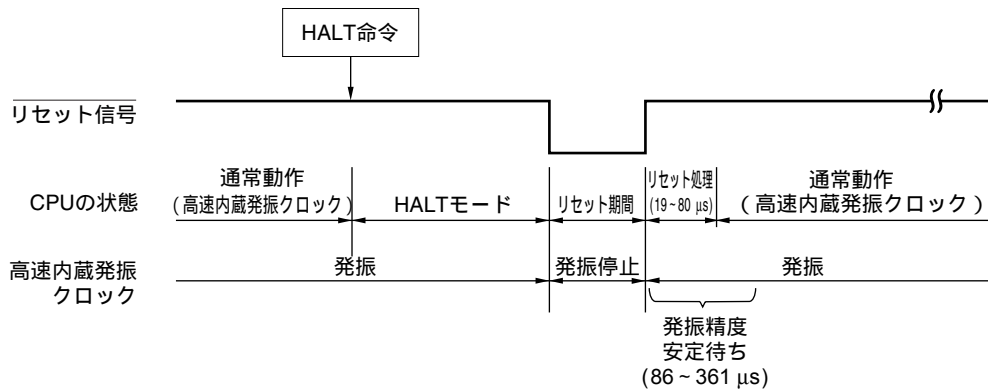 HALT命令
リセット信号
CPUの状態
通常動作
(高速内蔵発振クロック)
HALTモード
リセット期間
リセット処理
(19~80 μs)
通常動作
(高速内蔵発振クロック)
高速内蔵発振
クロック
発振
発振停止
発振
発振精度
安定待ち
(86~361 μs)